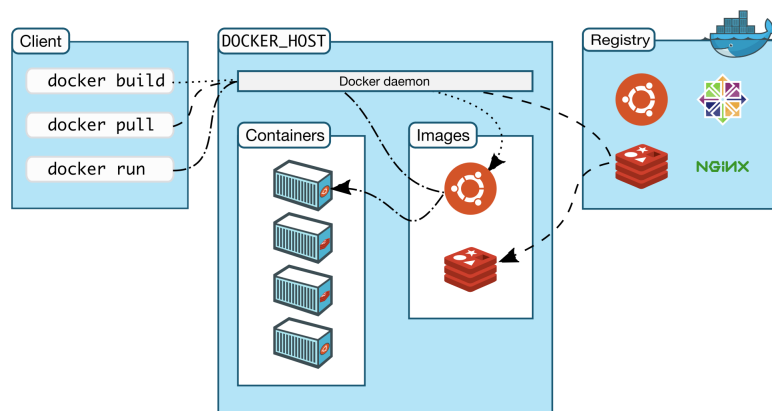 Client
docker build
docker pull
docker run
DOCKER_HOST
Docker daemon
Containers
Images
Registry
NGINX